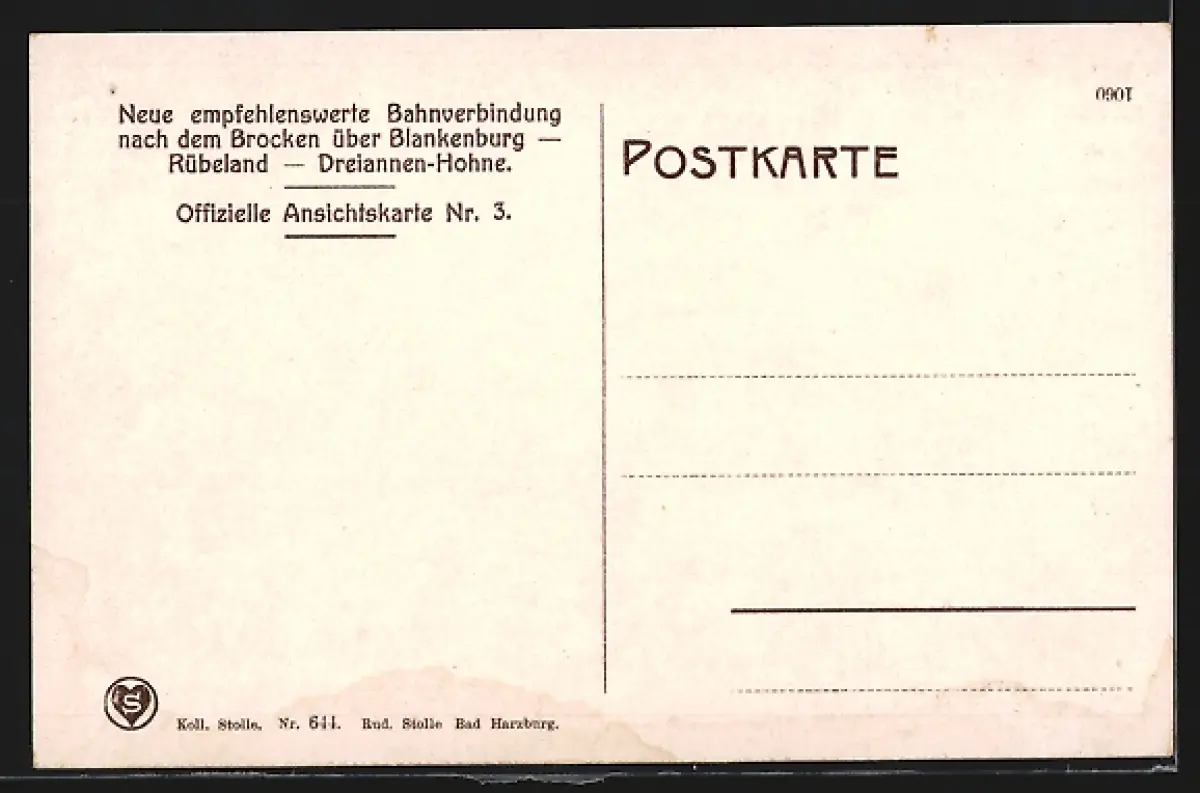 Neue empfehlenswerte Bahnverbindung
nach dem Brocken über Blankenburg —
Rübeland — Dreiannen-Hohne.
Offizielle Ansichtskarte Nr. 3.
1060
POSTKARTE
S
Koll. Stolle. Nr. 644. Rud. Stolle Bad Harzburg.